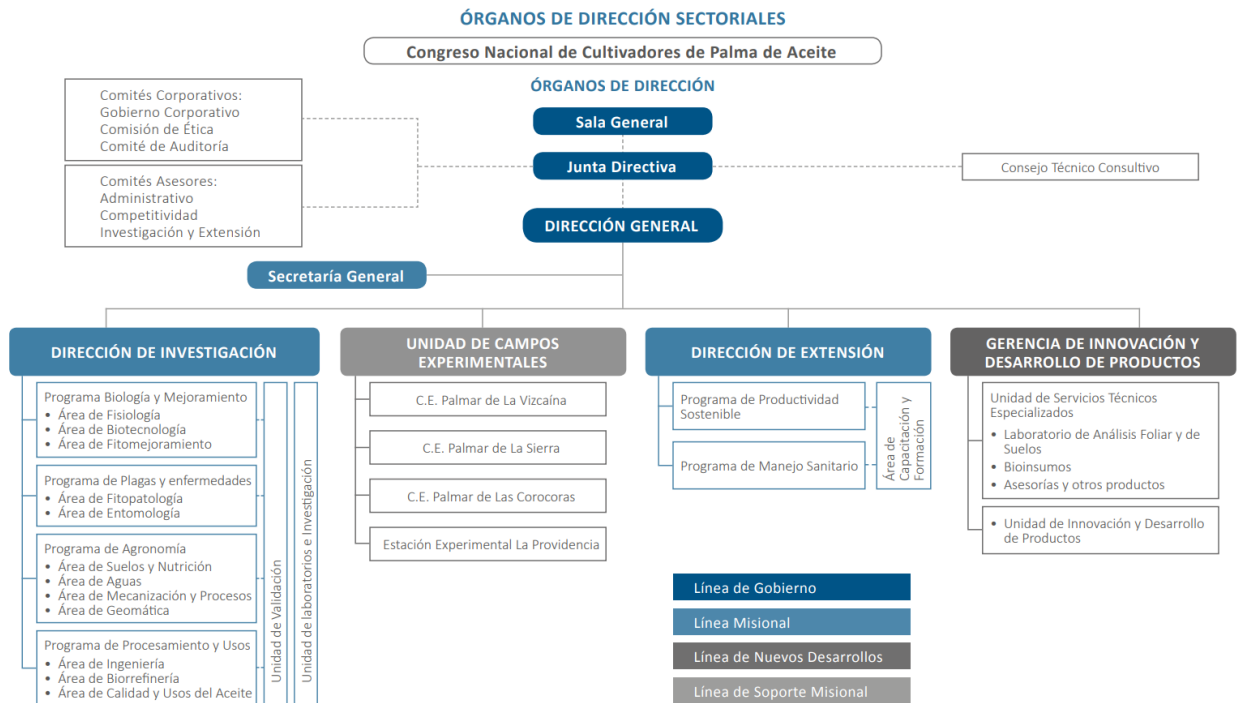 ÓRGANOS DE DIRECCIÓN SECTORIALES
Congreso Nacional de Cultivadores de Palma de Aceite
ÓRGANOS DE DIRECCIÓN
Comités Corporativos:
Gobierno Corporativo
Comisión de Ética
Comité de Auditoría
Comités Asesores:
Administrativo
Competitividad
Investigación y Extensión
Sala General
Junta Directiva
Consejo Técnico Consultivo
DIRECCIÓN GENERAL
Secretaría General
DIRECCIÓN DE INVESTIGACIÓN
Programa Biología y Mejoramiento
• Área de Fisiología
• Área de Biotecnología
• Área de Fitomejoramiento
Programa de Plagas y enfermedades
• Área de Fitopatología
• Área de Entomología
Programa de Agronomía
• Área de Suelos y Nutrición
• Área de Aguas
• Área de Mecanización y Procesos
• Área de Geomática
Programa de Procesamiento y Usos
• Área de Ingeniería
• Área de Biorrefinería
• Área de Calidad y Usos del Aceite
Unidad de Validación
Unidad de laboratorios e Investigación
UNIDAD DE CAMPOS
EXPERIMENTALES
C.E. Palmar de La Vizcaína
C.E. Palmar de La Sierra
C.E. Palmar de Las Corocoras
Estación Experimental La Providencia
DIRECCIÓN DE EXTENSIÓN
Programa de Productividad
Sostenible
Programa de Manejo Sanitario
Área de
Capacitación y
Formación
GERENCIA DE INNOVACIÓN Y
DESARROLLO DE PRODUCTOS
Unidad de Servicios Técnicos
Especializados
• Laboratorio de Análisis Foliar y de
Suelos
• Bioinsumos
• Asesorías y otros productos
• Unidad de Innovación y Desarrollo
de Productos
Línea de Gobierno
Línea Misional
Línea de Nuevos Desarrollos
Línea de Soporte Misional